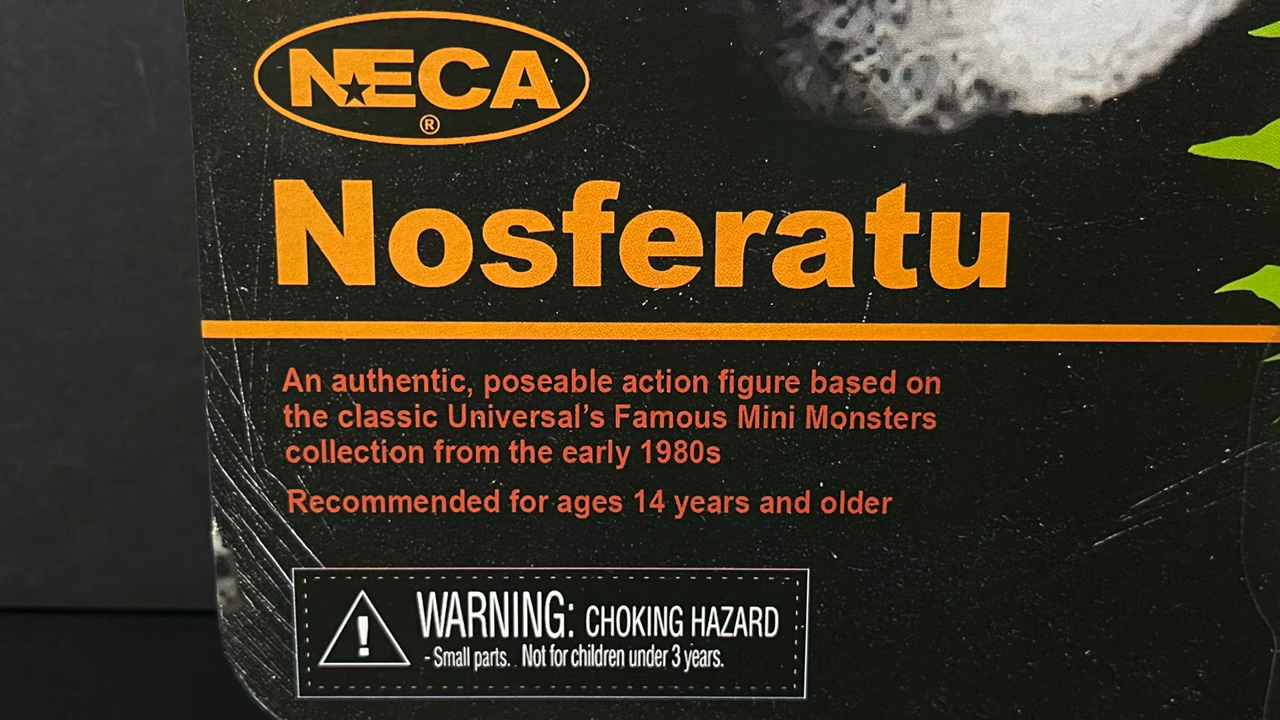 NECA
®
Nosferatu
An authentic, poseable action figure based on
the classic Universal's Famous Mini Monsters
collection from the early 1980s
Recommended for ages 14 years and older
WARNING: CHOKING HAZARD
- Small parts. Not for children under 3 years.